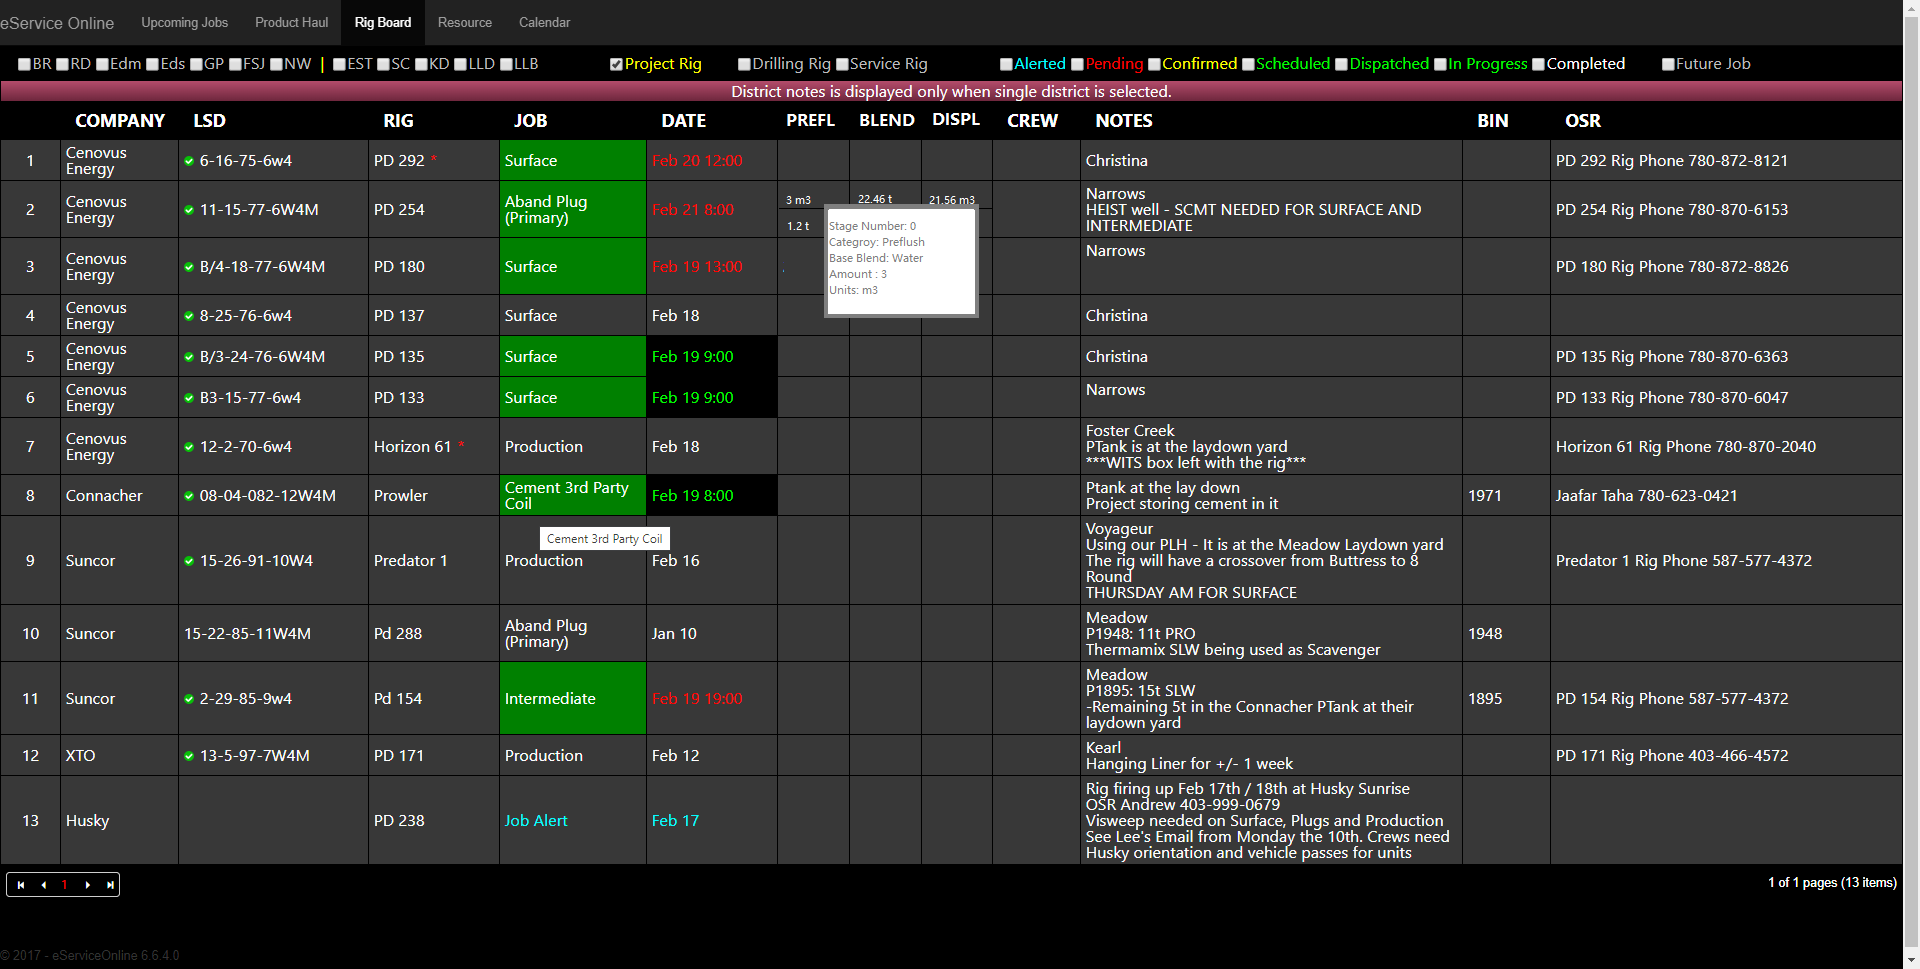 eService Online Upcoming Jobs Product Haul Rig Board Resource Calendar
BR RD Edm Eds GP FSJ NW | EST SC KD LLD LLB Project Rig Drilling Rig Service Rig Alerted Pending Confirmed Scheduled Dispatched In Progress Completed Future Job
District notes is displayed only when single district is selected.
COMPANY LSD RIG JOB DATE PREFL BLEND DISPL CREW NOTES BIN OSR
1 Cenovus Energy 6-16-75-6w4 PD 292 * Surface Feb 20 12:00 Christina PD 292 Rig Phone 780-872-8121
2 Cenovus Energy 11-15-77-6W4M PD 254 Aband Plug (Primary) Feb 21 8:00 3 m3 22.46 t 21.56 m3
1.2 t
Narrows
HEIST well - SCMT NEEDED FOR SURFACE AND
INTERMEDIATE
PD 254 Rig Phone 780-870-6153
Stage Number: 0
Categroy: Preflush
Base Blend: Water
Amount : 3
Units: m3
3 Cenovus Energy B/4-18-77-6W4M PD 180 Surface Feb 19 13:00 Narrows PD 180 Rig Phone 780-872-8826
4 Cenovus Energy 8-25-76-6w4 PD 137 Surface Feb 18 Christina
5 Cenovus Energy B/3-24-76-6W4M PD 135 Surface Feb 19 9:00 Christina PD 135 Rig Phone 780-870-6363
6 Cenovus Energy B3-15-77-6w4 PD 133 Surface Feb 19 9:00 Narrows PD 133 Rig Phone 780-870-6047
7 Cenovus Energy 12-2-70-6w4 Horizon 61 * Production Feb 18
Foster Creek
PTank is at the laydown yard
***WITS box left with the rig***
Horizon 61 Rig Phone 780-870-2040
8 Connacher 08-04-082-12W4M Prowler Cement 3rd Party Coil Feb 19 8:00
Ptank at the lay down
Project storing cement in it
1971 Jaafar Taha 780-623-0421
Cement 3rd Party Coil
9 Suncor 15-26-91-10W4 Predator 1 Production Feb 16
Voyageur
Using our PLH - It is at the Meadow Laydown yard
The rig will have a crossover from Buttress to 8
Round
THURSDAY AM FOR SURFACE
Predator 1 Rig Phone 587-577-4372
10 Suncor 15-22-85-11W4M Pd 288 Aband Plug (Primary) Jan 10
Meadow
P1948: 11t PRO
Thermamix SLW being used as Scavenger
1948
11 Suncor 2-29-85-9w4 Pd 154 Intermediate Feb 19 19:00
Meadow
P1895: 15t SLW
-Remaining 5t in the Connacher PTank at their
laydown yard
1895 PD 154 Rig Phone 587-577-4372
12 XTO 13-5-97-7W4M PD 171 Production Feb 12
Kearl
Hanging Liner for +/- 1 week
PD 171 Rig Phone 403-466-4572
13 Husky PD 238 Job Alert Feb 17
Rig firing up Feb 17th / 18th at Husky Sunrise
OSR Andrew 403-999-0679
Visweep needed on Surface, Plugs and Production
See Lee's Email from Monday the 10th. Crews need
Husky orientation and vehicle passes for units
1
1 of 1 pages (13 items)
© 2017 - eServiceOnline 6.6.4.0